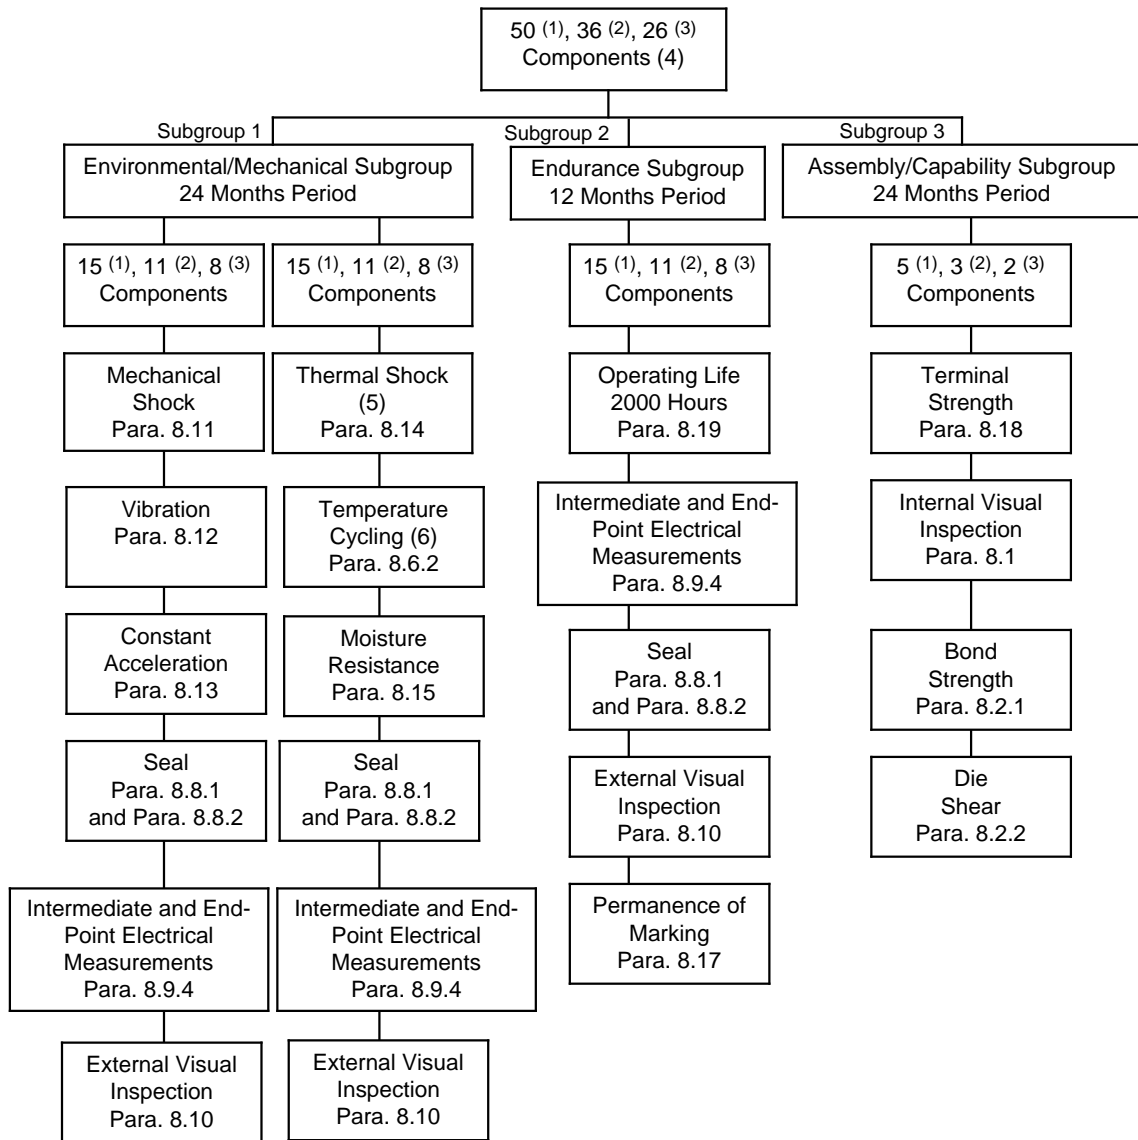 50 (1), 36 (2), 26 (3)
Components (4)
Subgroup 1
Subgroup 2
Subgroup 3
Environmental/Mechanical Subgroup
24 Months Period
Endurance Subgroup
12 Months Period
Assembly/Capability Subgroup
24 Months Period
15 (1), 11 (2), 8 (3)
Components
15 (1), 11 (2), 8 (3)
Components
15 (1), 11 (2), 8 (3)
Components
5 (1), 3 (2), 2 (3)
Components
Mechanical
Shock
Para. 8.11
Thermal Shock
(5)
Para. 8.14
Operating Life
2000 Hours
Para. 8.19
Terminal
Strength
Para. 8.18
Vibration
Para. 8.12
Temperature
Cycling (6)
Para. 8.6.2
Intermediate and End-
Point Electrical
Measurements
Para. 8.9.4
Internal Visual
Inspection
Para. 8.1
Constant
Acceleration
Para. 8.13
Moisture
Resistance
Para. 8.15
Seal
Para. 8.8.1
and Para. 8.8.2
Bond
Strength
Para. 8.2.1
Seal
Para. 8.8.1
and Para. 8.8.2
Seal
Para. 8.8.1
and Para. 8.8.2
External Visual
Inspection
Para. 8.10
Die
Shear
Para. 8.2.2
Intermediate and End-
Point Electrical
Measurements
Para. 8.9.4
Intermediate and End-
Point Electrical
Measurements
Para. 8.9.4
Permanence of
Marking
Para. 8.17
External Visual
Inspection
Para. 8.10
External Visual
Inspection
Para. 8.10